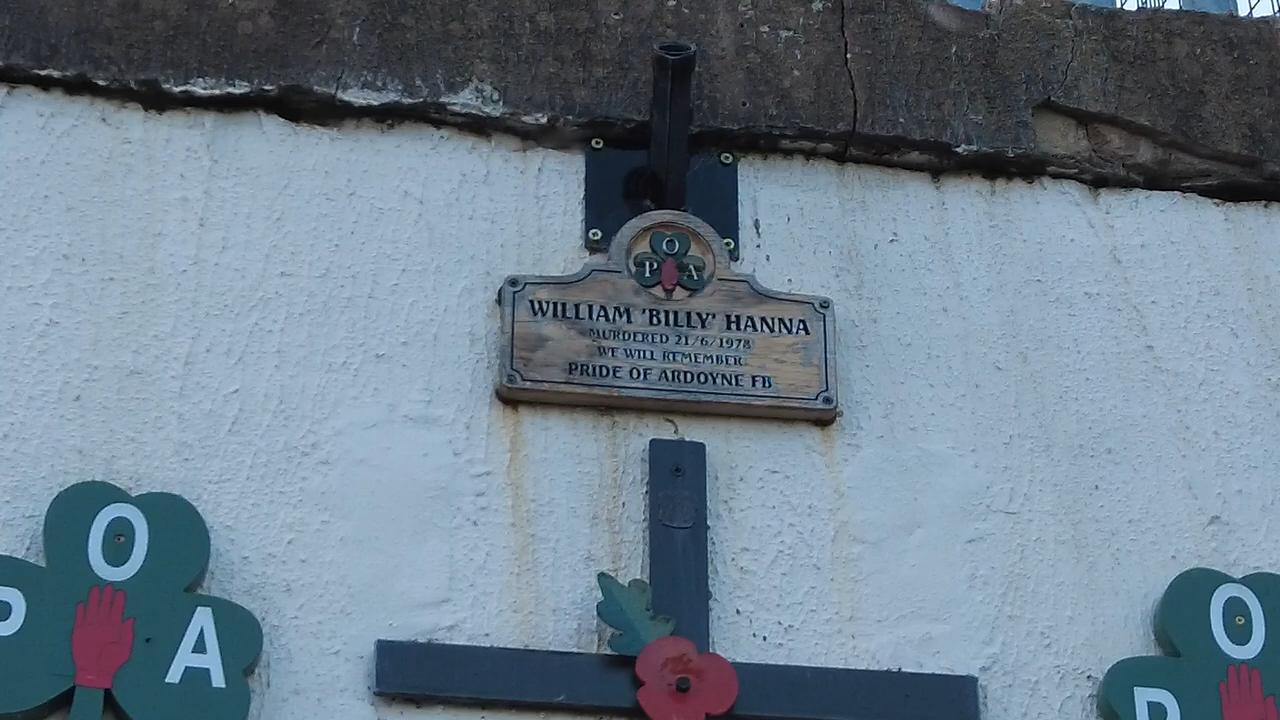 O
P A
WILLIAM 'BILLY' HANNA
MURDERED 21/6/1978
WE WILL REMEMBER
PRIDE OF ARDOYNE FB
O
P A
O
P